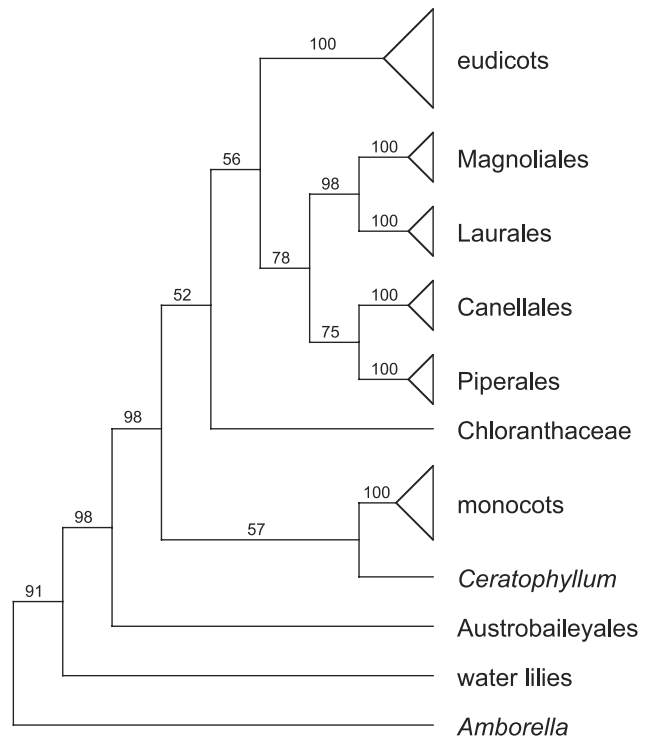 100
eudicots
100
Magnoliales
56
98
100
Laurales
78
100
Canellales
52
75
100
Piperales
98
Chloranthaceae
100
monocots
98
57
Ceratophyllum
91
Austrobaileyales
water lilies
Amborella